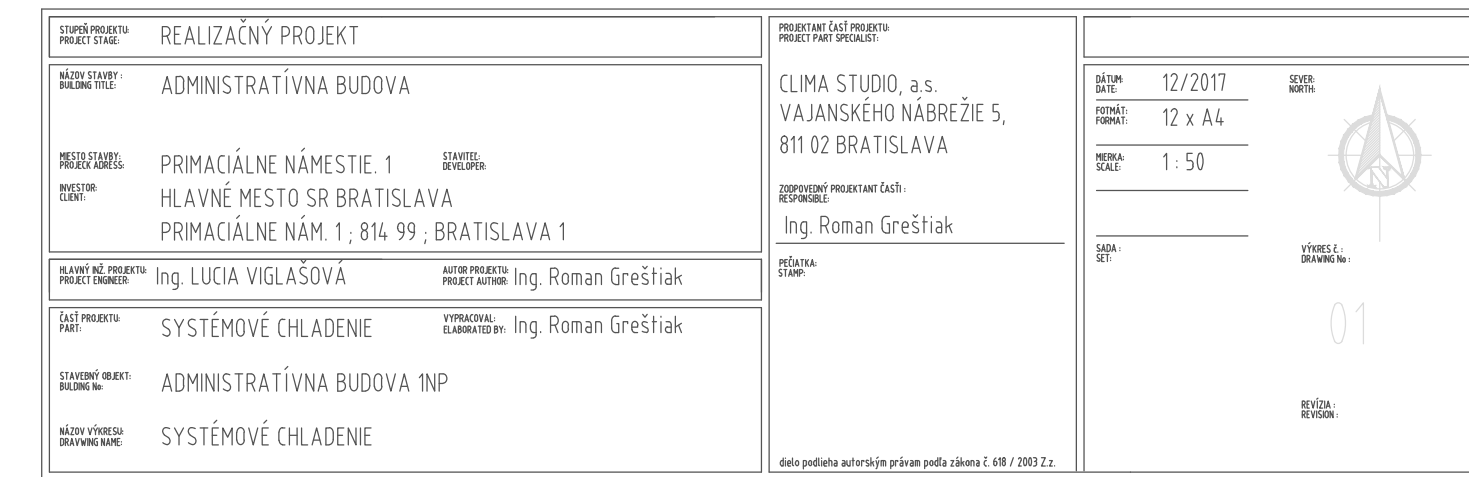 STUPEŇ PROJEKTU:
PROJECT STAGE:
REALIZAČNÝ PROJEKT
NÁZOV STAVBY :
BUILDING TITLE:
ADMINISTRATÍVNA BUDOVA
MIESTO STAVBY:
PROJECK ADRESS:
PRIMACIÁLNE NÁMESTIE. 1
STAVITEĽ:
DEVELOPER:
INVESTOR:
CLIENT:
HLAVNÉ MESTO SR BRATISLAVA
PRIMACIÁLNE NÁM. 1 ; 814 99 ; BRATISLAVA 1
HLAVNÝ INŽ. PROJEKTU:
PROJECT ENGINEER:
Ing. LUCIA VIGLAŠOVÁ
AUTOR PROJEKTU:
PROJECT AUTHOR:
Ing. Roman Greštiak
ČASŤ PROJEKTU:
PART:
SYSTÉMOVÉ CHLADENIE
VYPRACOVAL:
ELABORATED BY:
Ing. Roman Greštiak
STAVEBNÝ OBJEKT:
BULDING No:
ADMINISTRATÍVNA BUDOVA 1NP
NÁZOV VÝKRESU:
DRAVWING NAME:
SYSTÉMOVÉ CHLADENIE
PROJEKTANT ČASŤ PROJEKTU:
PROJECT PART SPECIALIST:
CLIMA STUDIO, a.s.
VAJANSKÉHO NÁBREŽIE 5,
811 02 BRATISLAVA
ZODPOVEDNÝ PROJEKTANT ČASŤI :
RESPONSIBLE:
Ing. Roman Greštiak
PEČIATKA:
STAMP:
dielo podlieha autorským právam podľa zákona č. 618 / 2003 Z.z.
DÁTUM:
DATE:
12/2017
FOTMÁT:
FORMAT:
12 x A4
MIERKA:
SCALE:
1 : 50
SADA :
SET:
SEVER:
NORTH:
N
VÝKRES č. :
DRAWING No :
01
REVÍZIA :
REVISION :